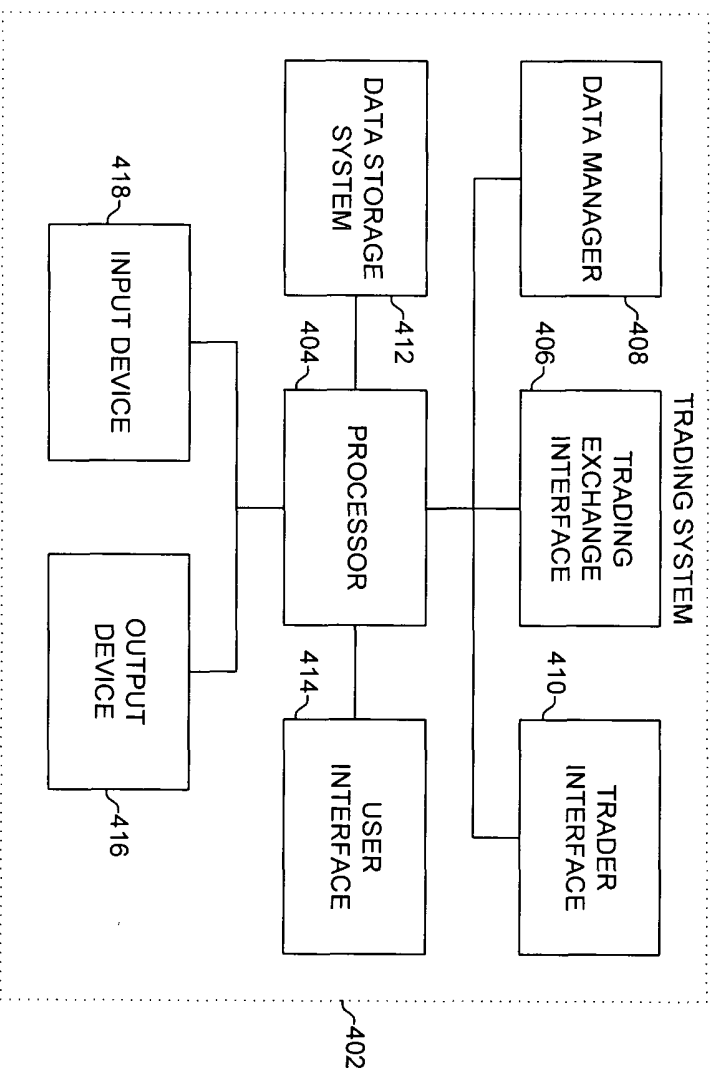 TRADING SYSTEM
DATA MANAGER
408
TRADING
EXCHANGE
INTERFACE
406
TRADER
INTERFACE
410
DATA STORAGE
SYSTEM
412
PROCESSOR
404
USER
INTERFACE
414
INPUT DEVICE
418
OUTPUT
DEVICE
416
402